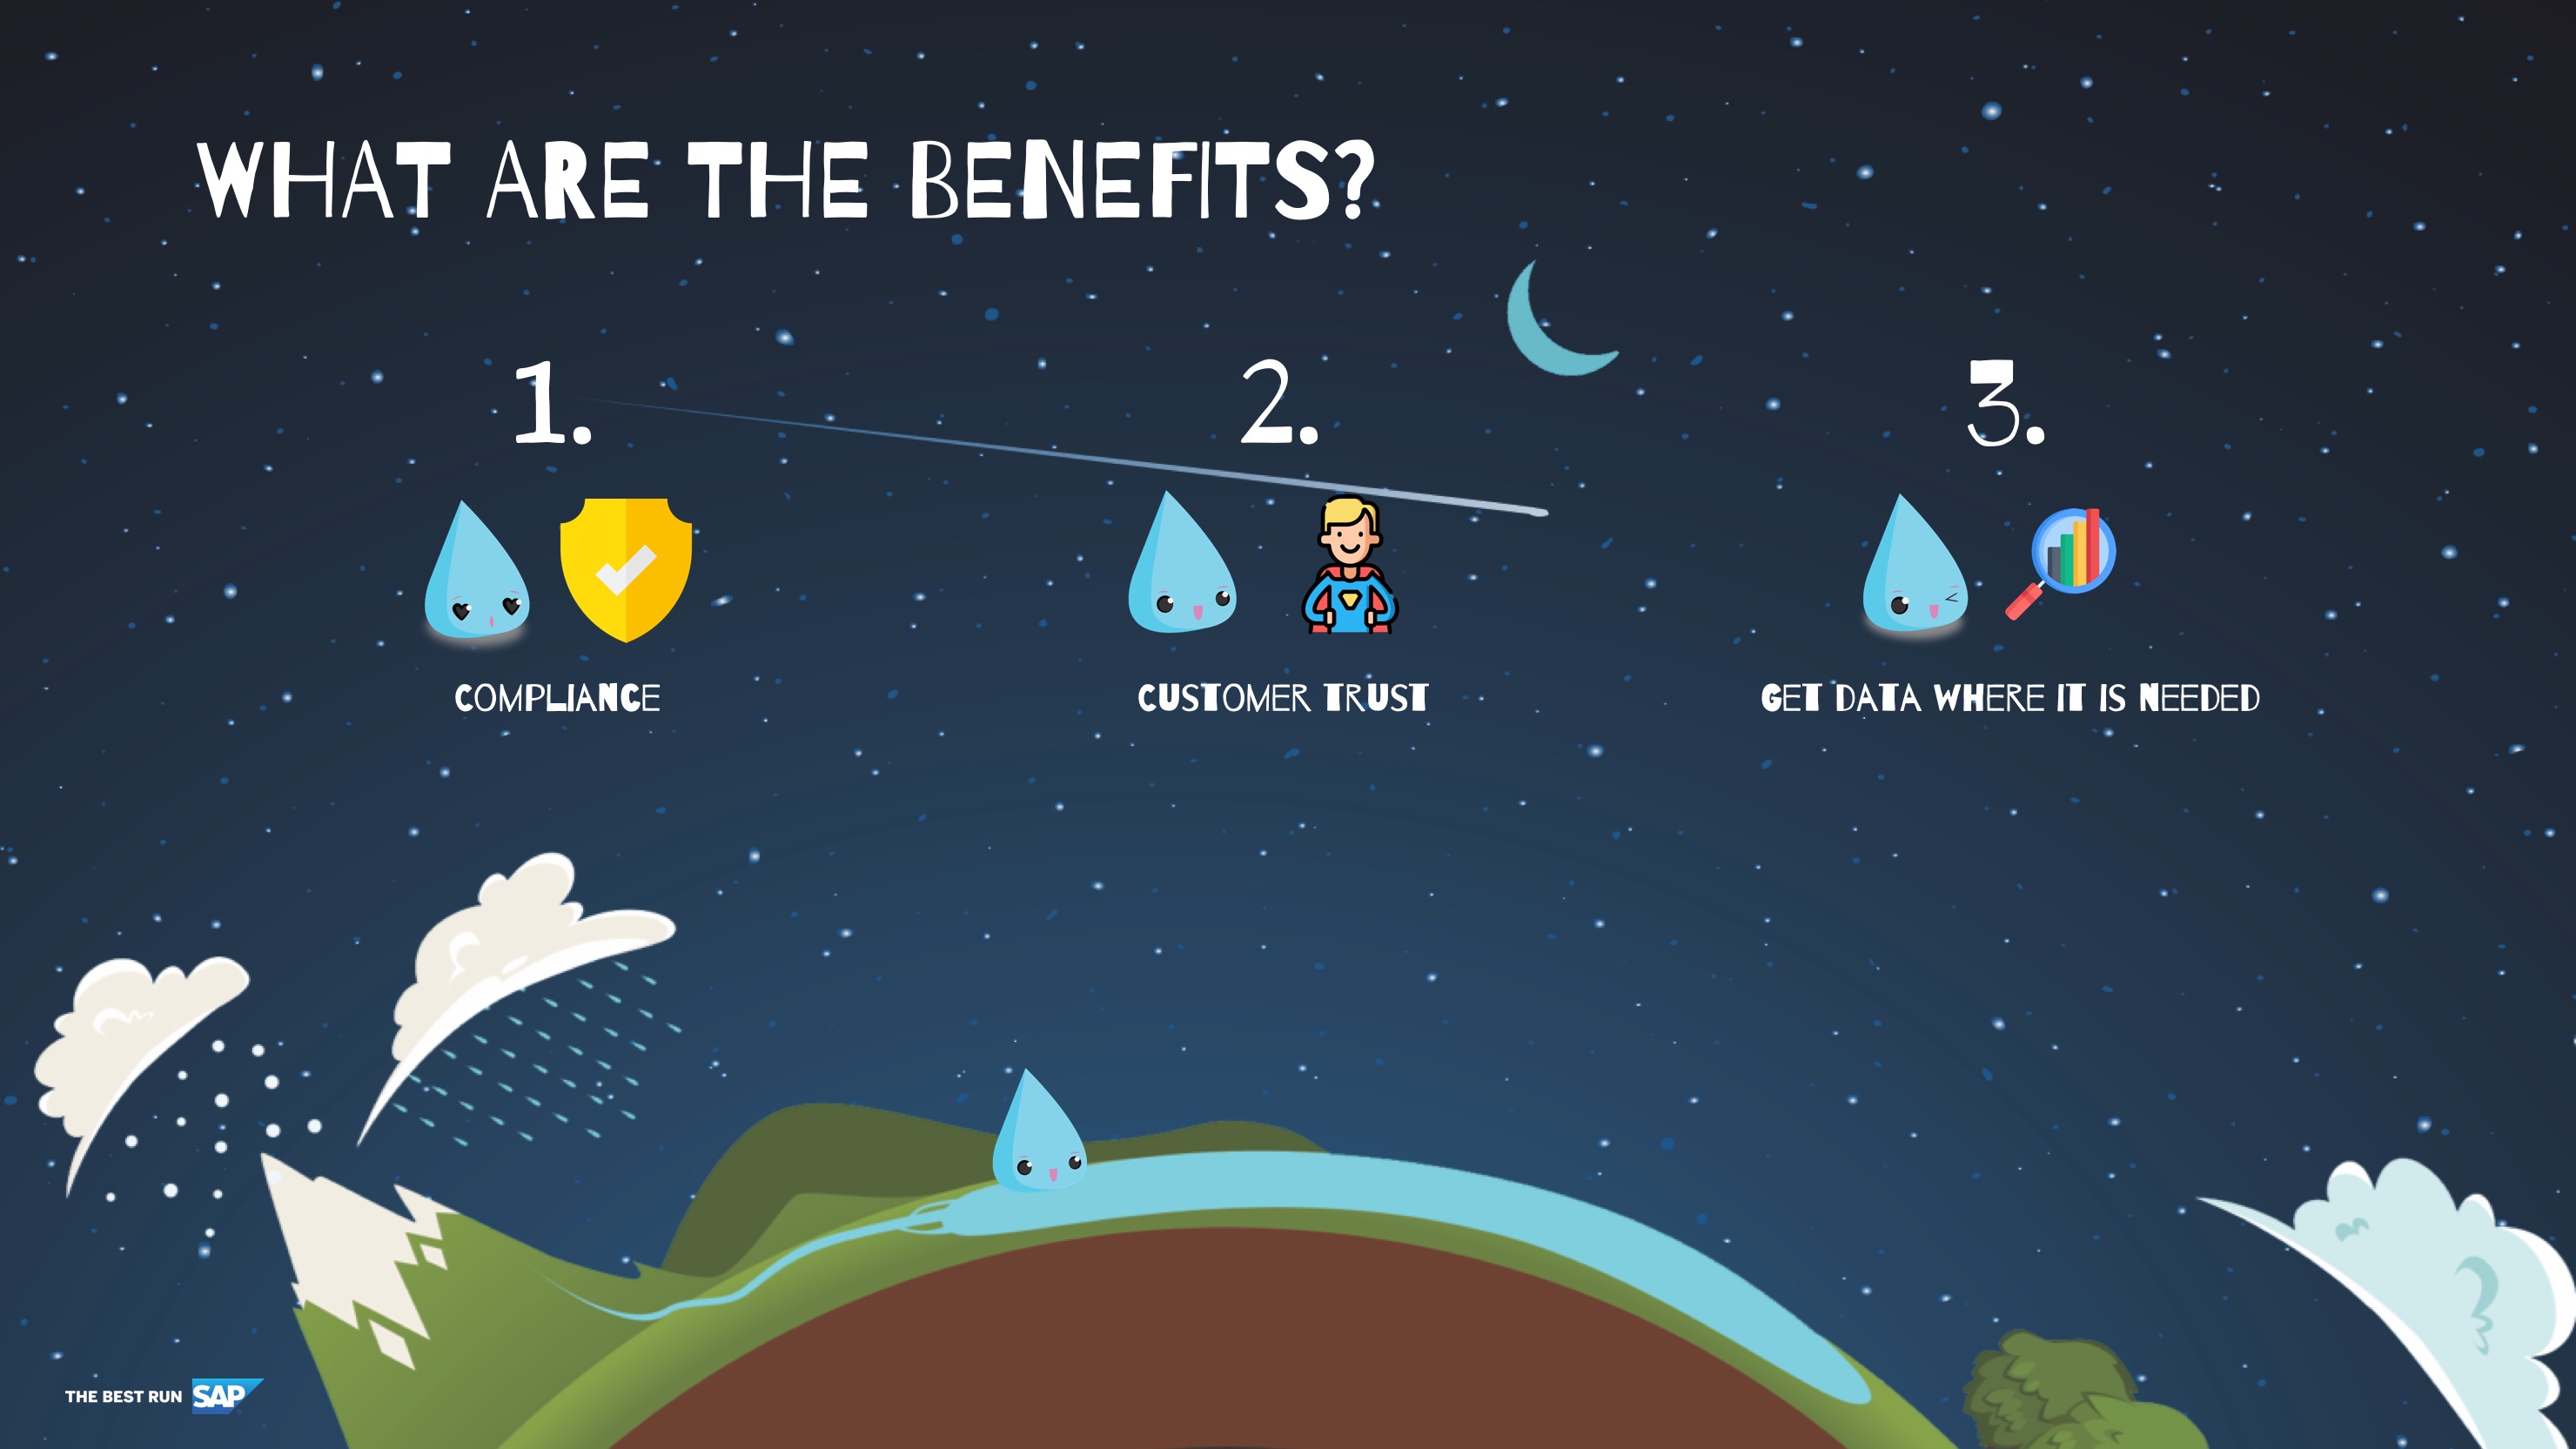 WHAT ARE THE BENEFITS?
1.
2.
3.
COMPLIANCE
CUSTOMER TRUST
GET DATA WHERE IT IS NEEDED
THE BEST RUN SAP